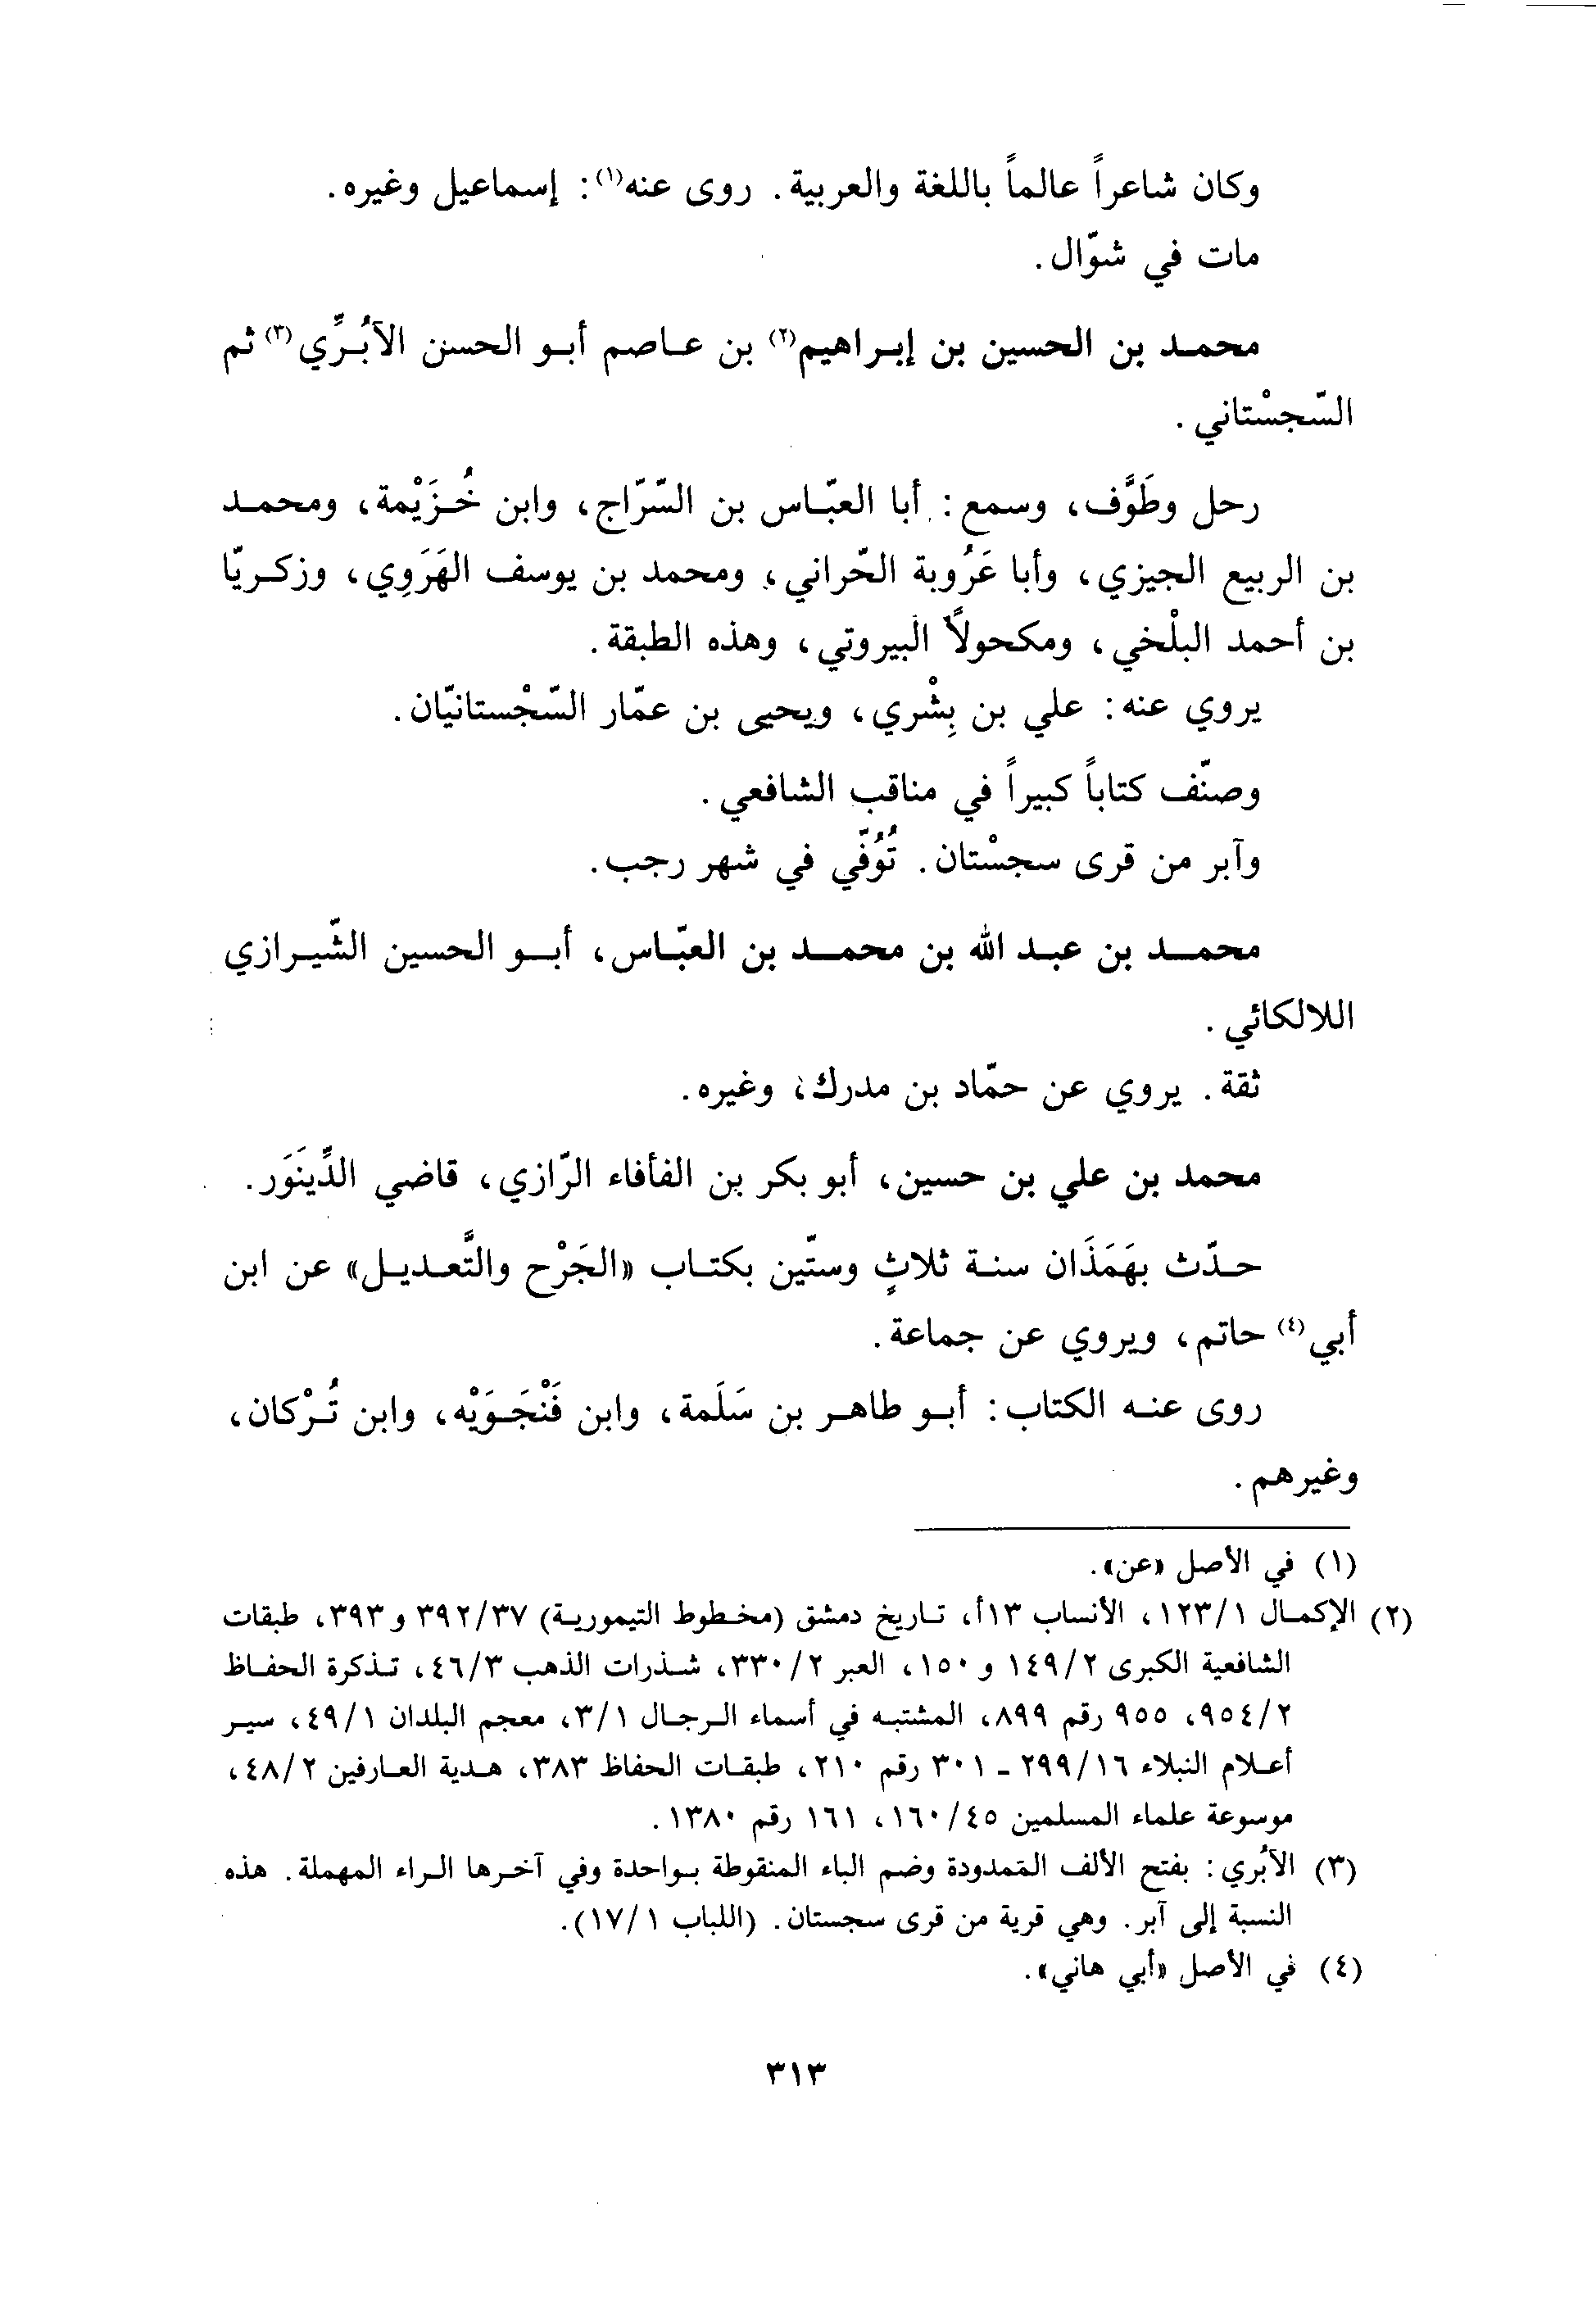 وكان شاعراً عالماً باللغة والعربية. روى عنه(١): إسماعيل وغيره.
مات في شوّال.
محمد بن الحسين بن إبراهيم(٢) بن عاصم أبو الحسن الآبُرِّي(٣) ثم
السّجسْتاني.
رحل وطَوَّف، وسمع: أبا العبّاس بن السّرّاج، وابن خُزَيْمة، ومحمد
بن الربيع الجيزي، وأبا عَرُوبة الحّراني، ومحمد بن يوسف الهَرَوِي، وزكريّا
بن أحمد البلْخي، ومكحولاً البيروتي، وهذه الطبقة.
يروي عنه: علي بن بِشْري، ويحيى بن عمّار السّجْستانيّان.
وصنّف كتاباً كبيراً في مناقب الشافعي.
وآبر من قرى سجسْتان. تُوُفّي في شهر رجب.
محمد بن عبد الله بن محمد بن العبّاس، أبو الحسين الشّيرازي
اللالكائي.
ثقة. يروي عن حمّاد بن مدرك، وغيره.
محمد بن علي بن حسين، أبو بكر بن الفأفاء الرّازي، قاضي الدِّينَوَر.
حدّث بهَمَذَان سنة ثلاثٍ وستّين بكتاب «الجَرْح والتَّعديل» عن ابن
أبي(٤) حاتم، ويروي عن جماعة.
روى عنه الكتاب: أبو طاهر بن سَلَمة، وابن فَنْجَوَيْه، وابن تُرْكان،
وغيرهم.
(١) في الأصل «عن».
(٢) الإكمال ١/١٢٣، الأنساب ١٣أ، تاريخ دمشق (مخطوط التيمورية) ٣٩٢/٣٧ و٣٩٣، طبقات
الشافعية الكبرى ١٤٩/٢ و١٥٠، العبر ٣٣٠/٢، شذرات الذهب ٤٦/٣، تذكرة الحفاظ
٩٥٤/٢، ٩٥٥ رقم ٨٩٩، المشتبه في أسماء الرجال ٣/١، معجم البلدان ٤٩/١، سير
أعلام النبلاء ٢٩٩/١٦ - ٣٠١ رقم ٢١٠، طبقات الحفاظ ٣٨٣، هدية العارفين ٤٨/٢،
موسوعة علماء المسلمين ١٦٠/٤٥، ١٦١ رقم ١٣٨٠.
(٣) الآبُري: بفتح الألف الممدودة وضم الباء المنقوطة بواحدة وفي آخرها الراء المهملة. هذه
النسبة إلى آبر. وهي قرية من قرى سجستان. (اللباب ١٧/١).
(٤) في الأصل «أبي هاني».
٣١٣